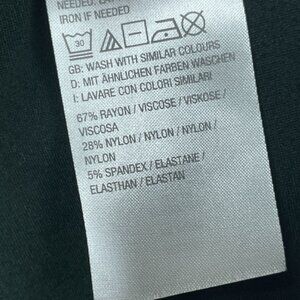 IRON IF NEEDED
30
GB: WASH WITH SIMILAR COLOURS
D: MIT ÄHNLICHEN FARBEN WASCHEN
I: LAVARE CON COLORI SIMILARI
67% RAYON / VISCOSE / VISKOSE /
VISCOSA
28% NYLON / NYLON / NYLON /
NYLON
5% SPANDEX / ELASTANE /
ELASTHAN / ELASTAN